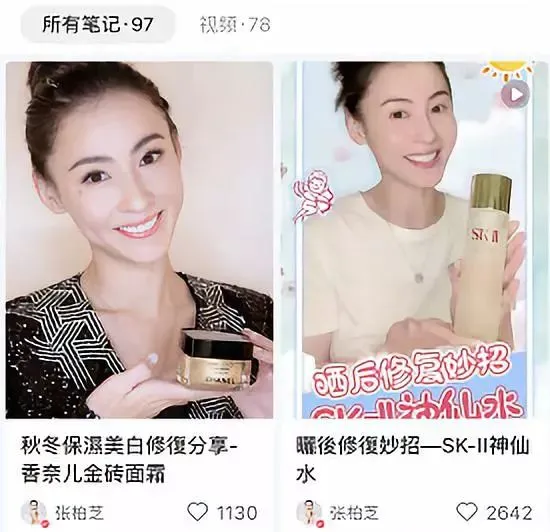 所有笔记·97
视频·78
SK-II
晒后修复妙招
SK-II神仙水
秋冬保濕美白修復分享-
香奈儿金砖面霜
张柏芝
1130
曬後修復妙招—SK-II神仙
水
张柏芝
2642